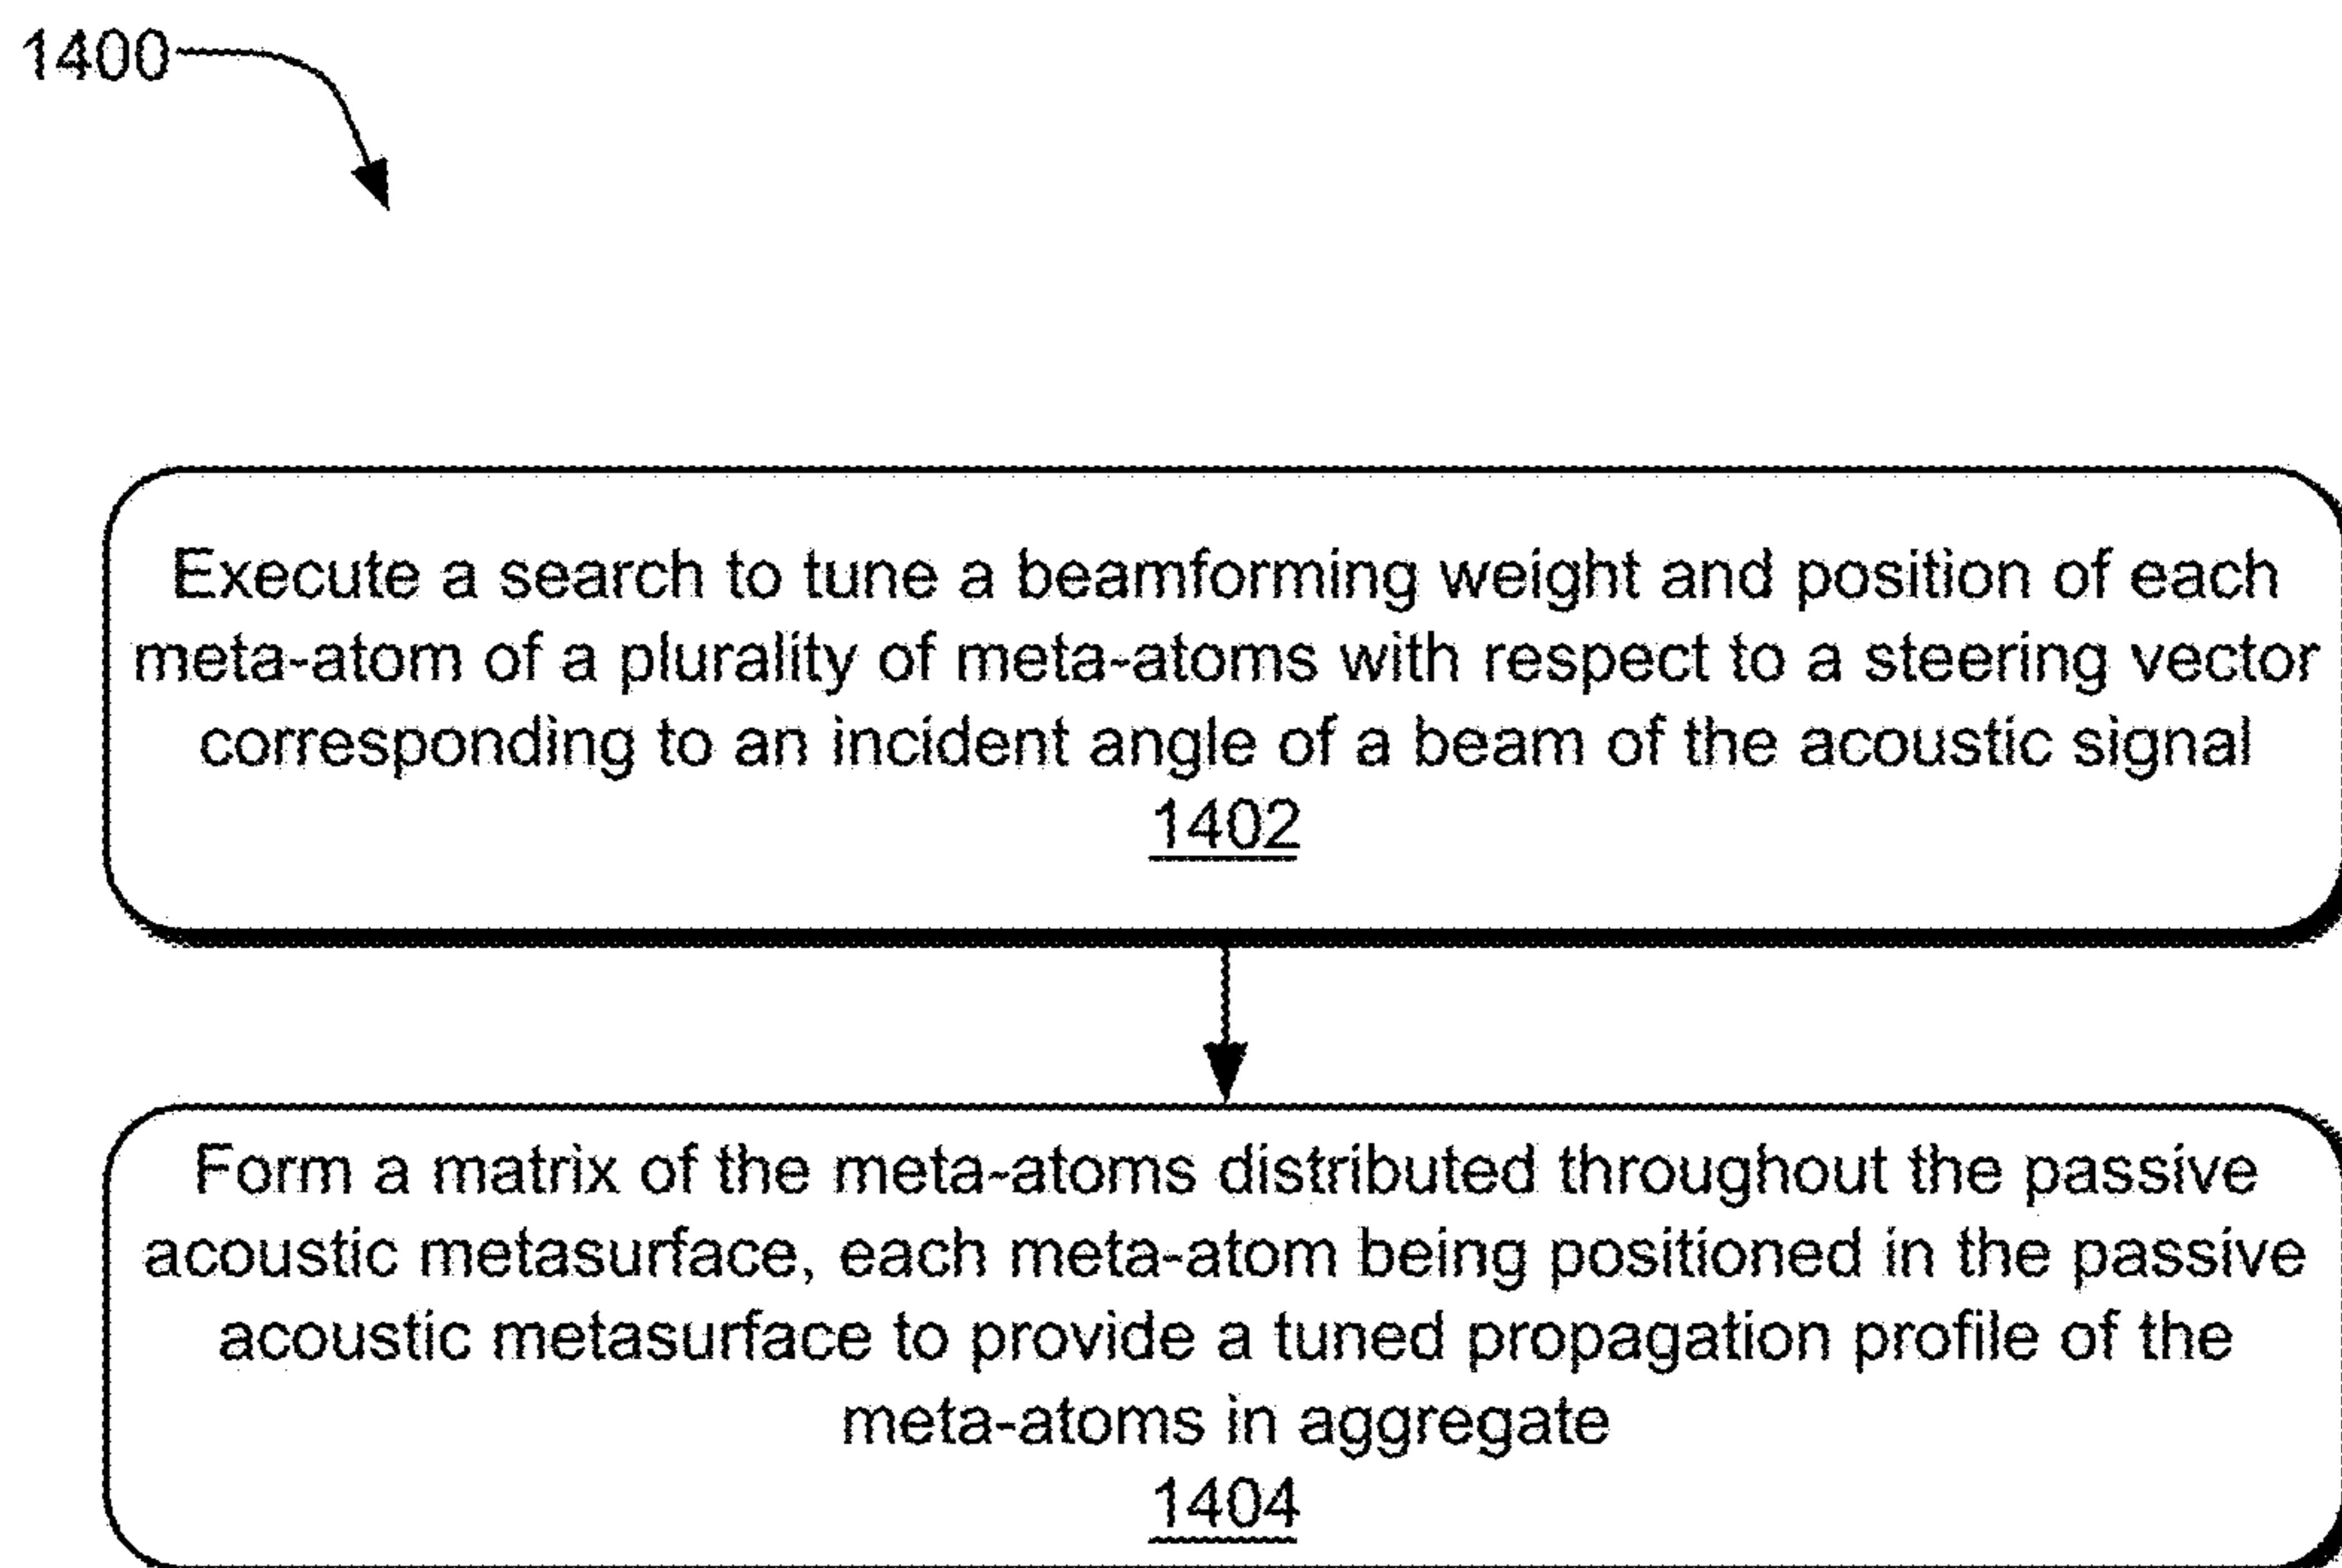 1400
Execute a search to tune a beamforming weight and position of each
meta-atom of a plurality of meta-atoms with respect to a steering vector
corresponding to an incident angle of a beam of the acoustic signal
1402
Form a matrix of the meta-atoms distributed throughout the passive
acoustic metasurface, each meta-atom being positioned in the passive
acoustic metasurface to provide a tuned propagation profile of the
meta-atoms in aggregate
1404